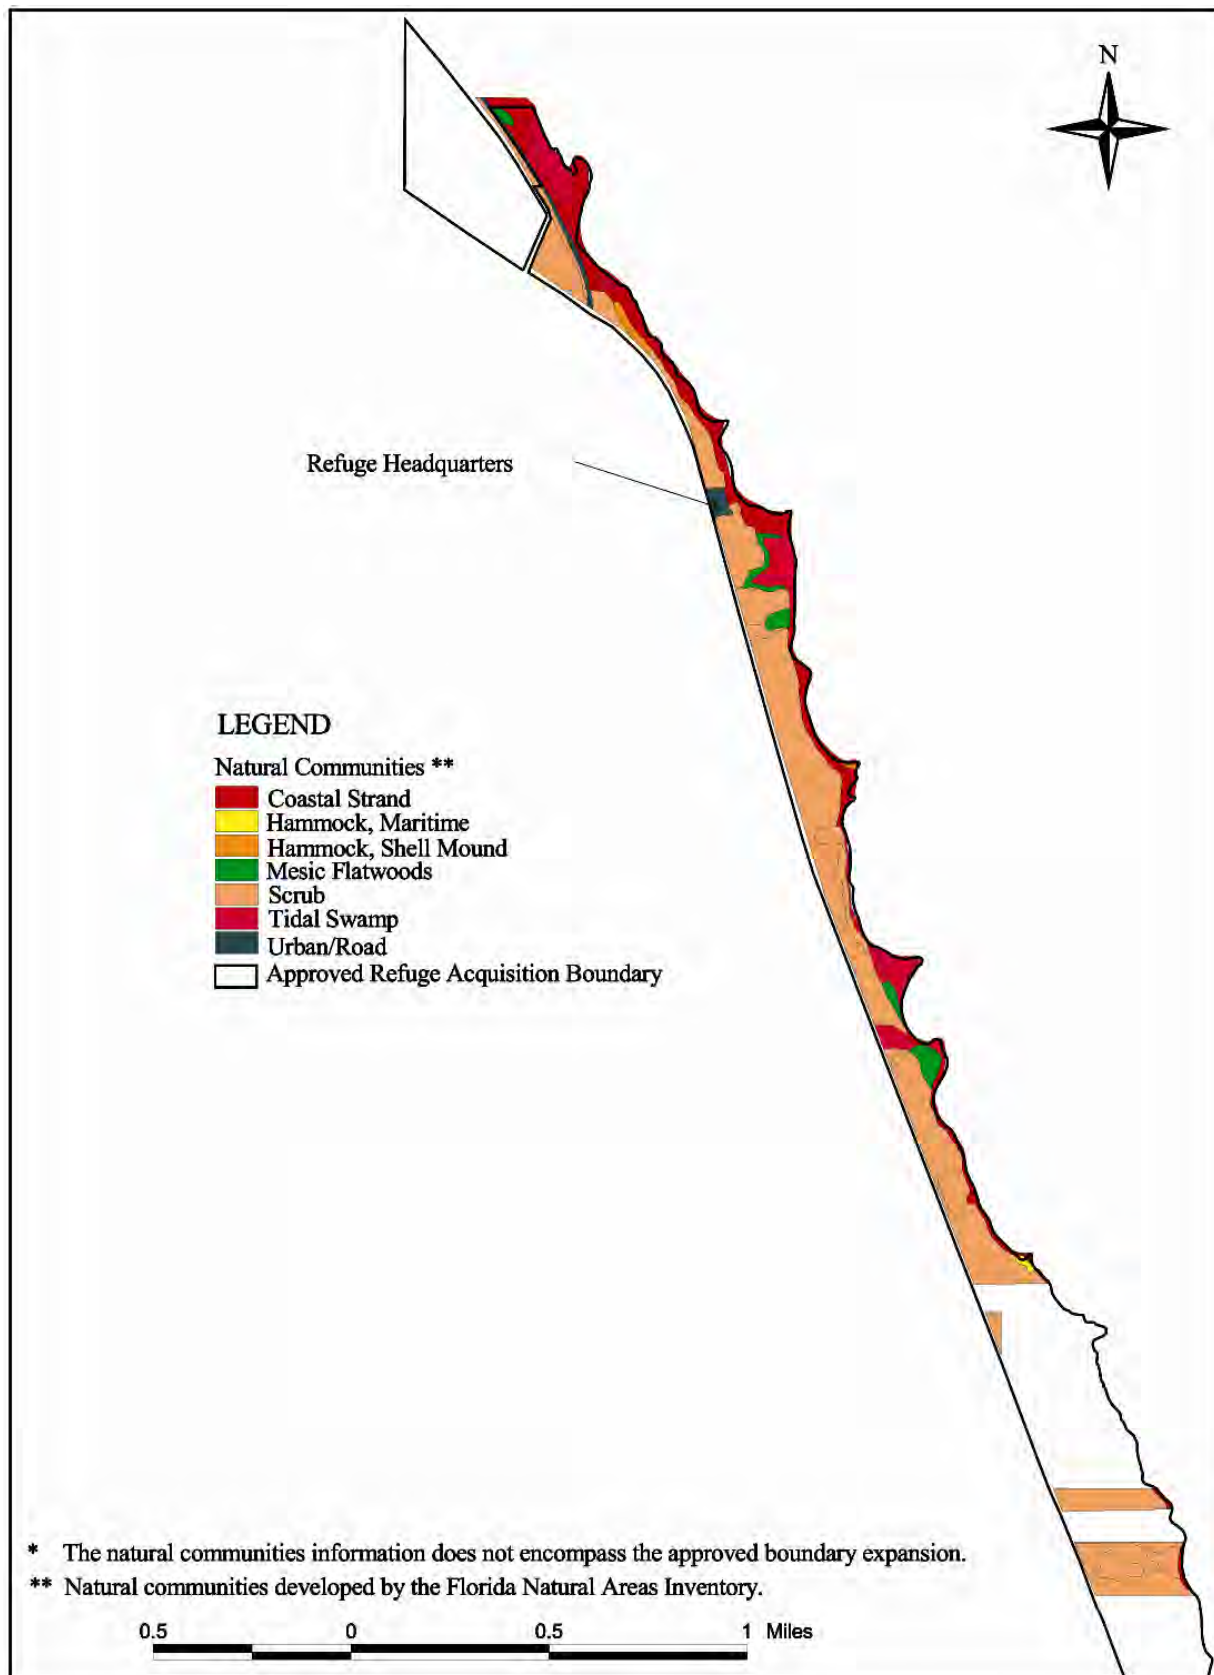 N
Refuge Headquarters
LEGEND
Natural Communities **
Coastal Strand
Hammock, Maritime
Hammock, Shell Mound
Mesic Flatwoods
Scrub
Tidal Swamp
Urban/Road
Approved Refuge Acquisition Boundary
* The natural communities information does not encompass the approved boundary expansion.
** Natural communities developed by the Florida Natural Areas Inventory.
0.5 0 0.5 1 Miles